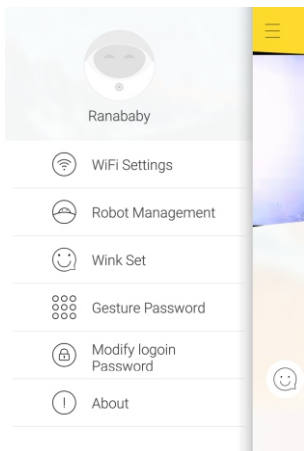 Ranababy
WiFi Settings
Robot Management
Wink Set
Gesture Password
Modify logoin
Password
About